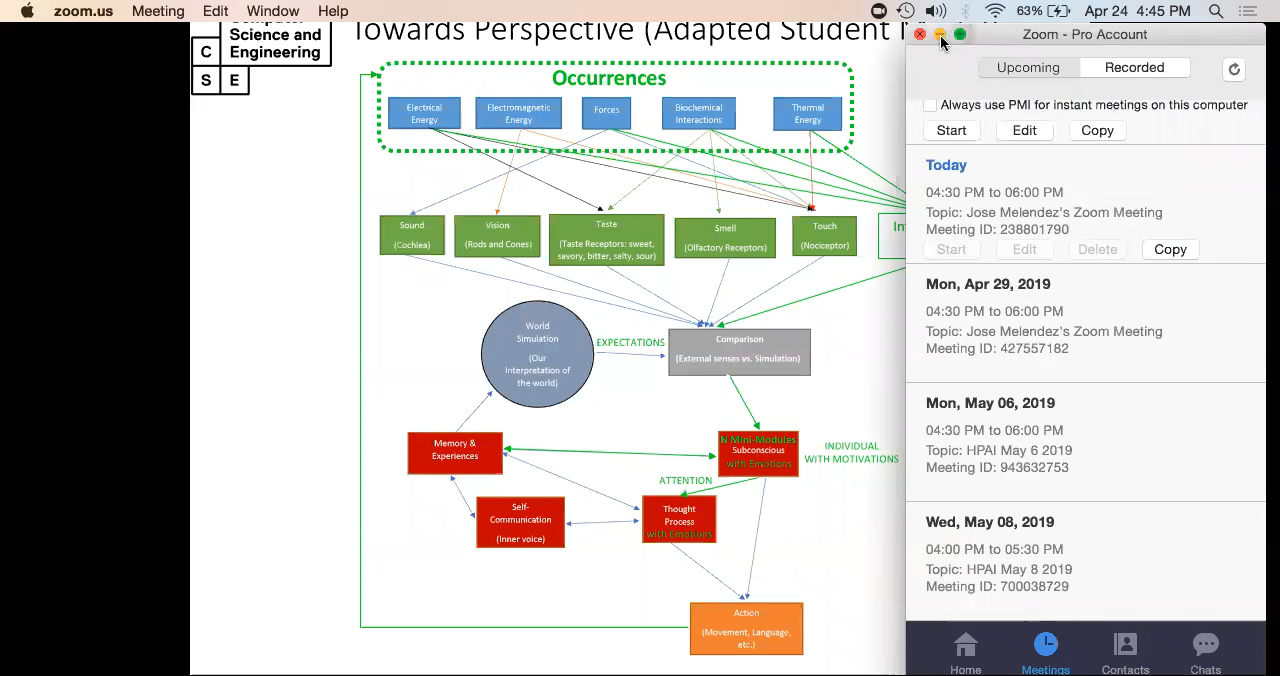 zoom.us Meeting Edit Window Help 63% Apr 24 4:45 PM
Computer
Science and
Engineering
C
S E
Towards Perspective (Adapted Student
Occurrences
Electrical
Energy
Electromagnetic
Energy
Forces
Biochemical
Interactions
Thermal
Energy
Sound
(Cochlea)
Vision
(Rods and Cones)
Taste
(Taste Receptors: sweet,
savory, bitter, salty, sour)
Smell
(Olfactory Receptors)
Touch
(Nociceptor)
World
Simulation
(Our
Interpretation of
the world)
EXPECTATIONS
Comparison
(External senses vs. Simulation)
Memory &
Experiences
N Mini-Modules
Subconscious
with Emotions
INDIVIDUAL
WITH MOTIVATIONS
ATTENTION
Self-
Communication
(Inner voice)
Thought
Process
with Emotions
Action
(Movement, Language,
etc.)
Zoom - Pro Account
Upcoming Recorded
Always use PMI for instant meetings on this computer
Start Edit Copy
Today
04:30 PM to 06:00 PM
Topic: Jose Melendez's Zoom Meeting
Meeting ID: 238801790
Start Edit Delete Copy
Mon, Apr 29, 2019
04:30 PM to 06:00 PM
Topic: Jose Melendez's Zoom Meeting
Meeting ID: 427557182
Mon, May 06, 2019
04:30 PM to 06:00 PM
Topic: HPAI May 6 2019
Meeting ID: 943632753
Wed, May 08, 2019
04:00 PM to 05:30 PM
Topic: HPAI May 8 2019
Meeting ID: 700038729
Home Meetings Contacts Chats